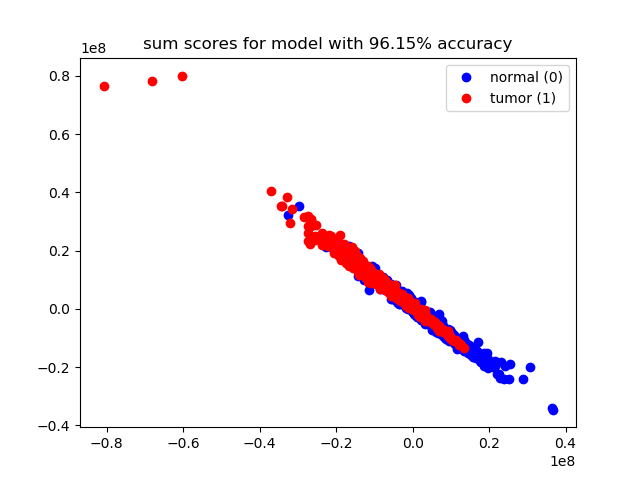 sum scores for model with 96.15% accuracy
1e8
normal (0)
tumor (1)
0.8
0.6
0.4
0.2
0.0
−0.2
−0.4
−0.8 −0.6 −0.4 −0.2 0.0 0.2 0.4
1e8